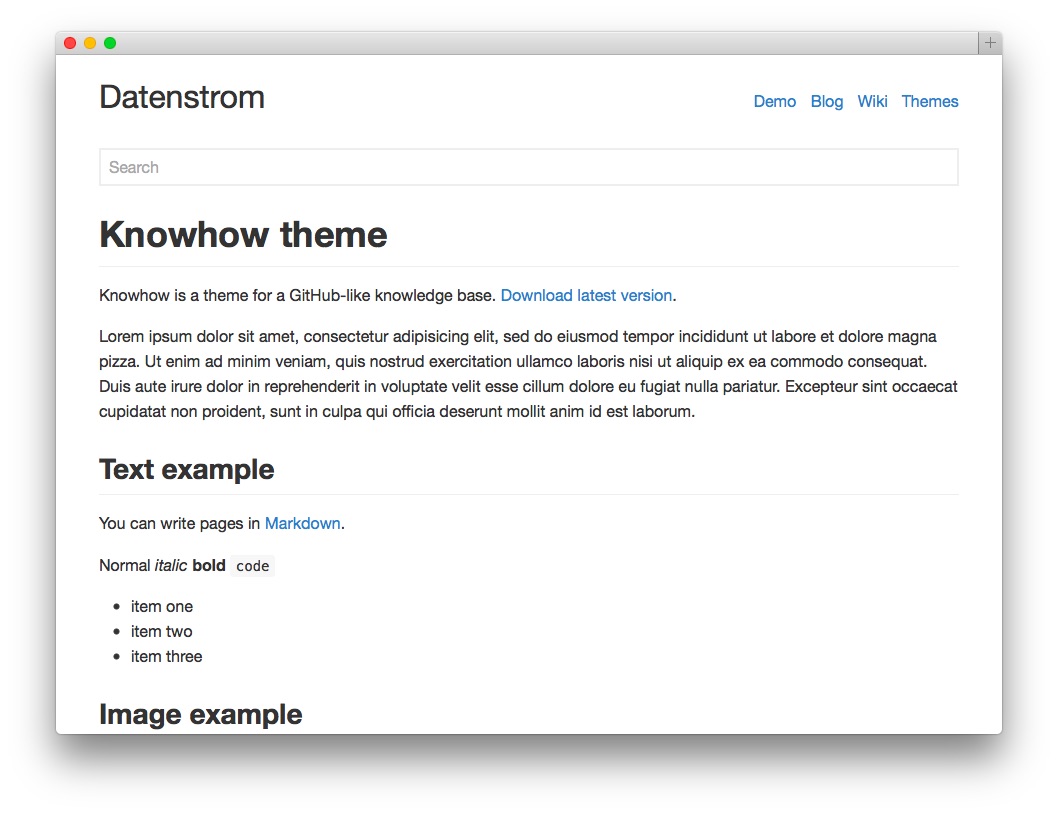 Datenstrom
Demo Blog Wiki Themes
Search
Knowhow theme
Knowhow is a theme for a GitHub-like knowledge base. Download latest version.
Lorem ipsum dolor sit amet, consectetur adipisicing elit, sed do eiusmod tempor incididunt ut labore et dolore magna
pizza. Ut enim ad minim veniam, quis nostrud exercitation ullamco laboris nisi ut aliquip ex ea commodo consequat.
Duis aute irure dolor in reprehenderit in voluptate velit esse cillum dolore eu fugiat nulla pariatur. Excepteur sint occaecat
cupidatat non proident, sunt in culpa qui officia deserunt mollit anim id est laborum.
Text example
You can write pages in Markdown.
Normal italic bold code
• item one
• item two
• item three
Image example